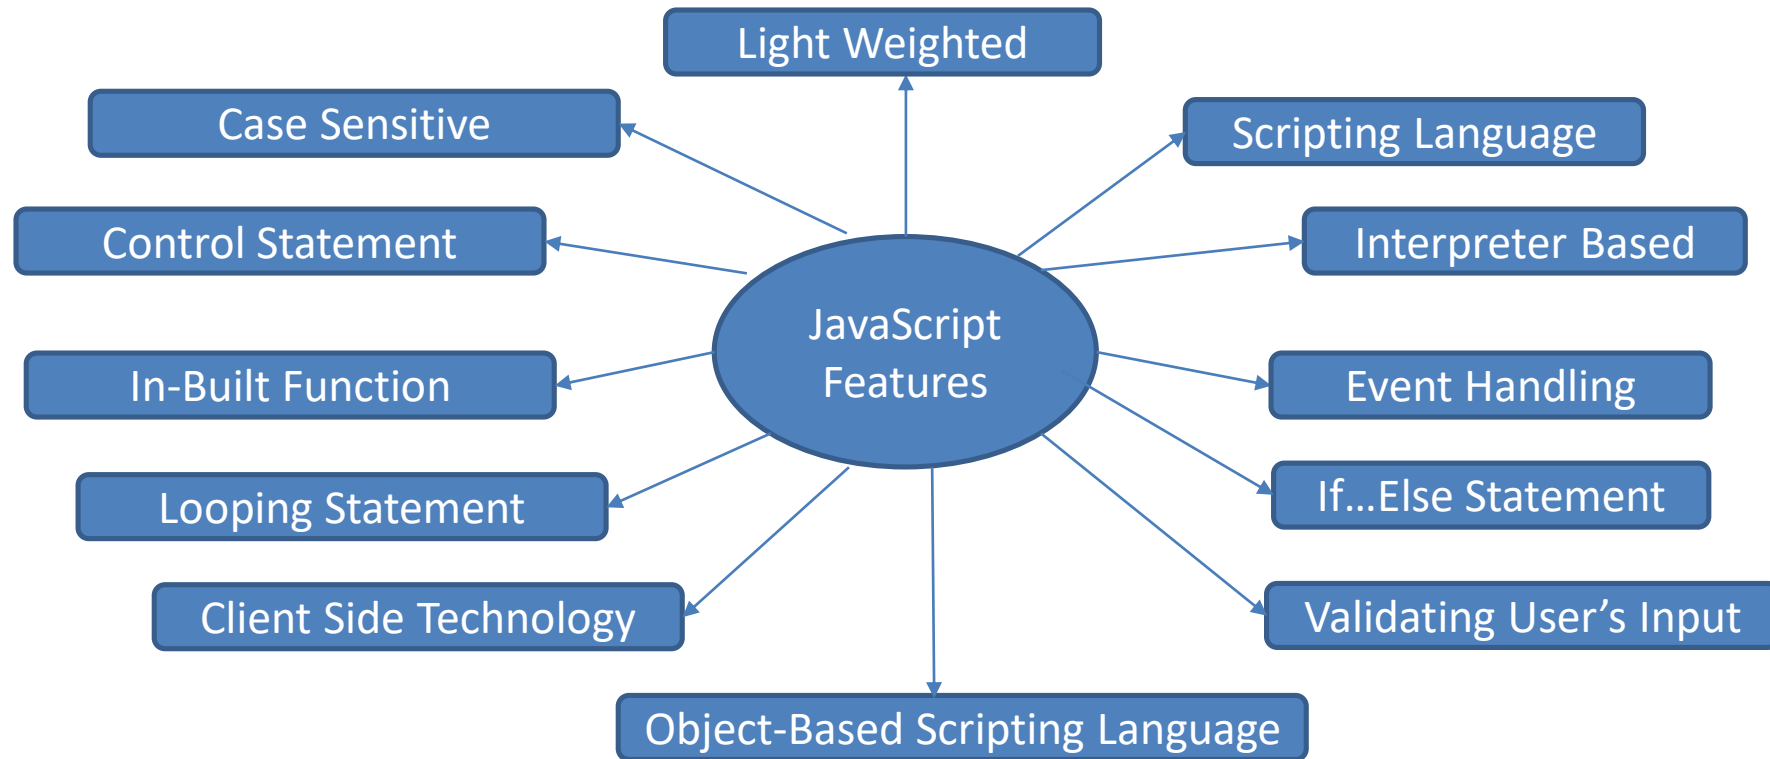 Light Weighted
Case Sensitive
Scripting Language
Control Statement
Interpreter Based
JavaScript
Features
In-Built Function
Event Handling
Looping Statement
If...Else Statement
Client Side Technology
Validating User’s Input
Object-Based Scripting Language